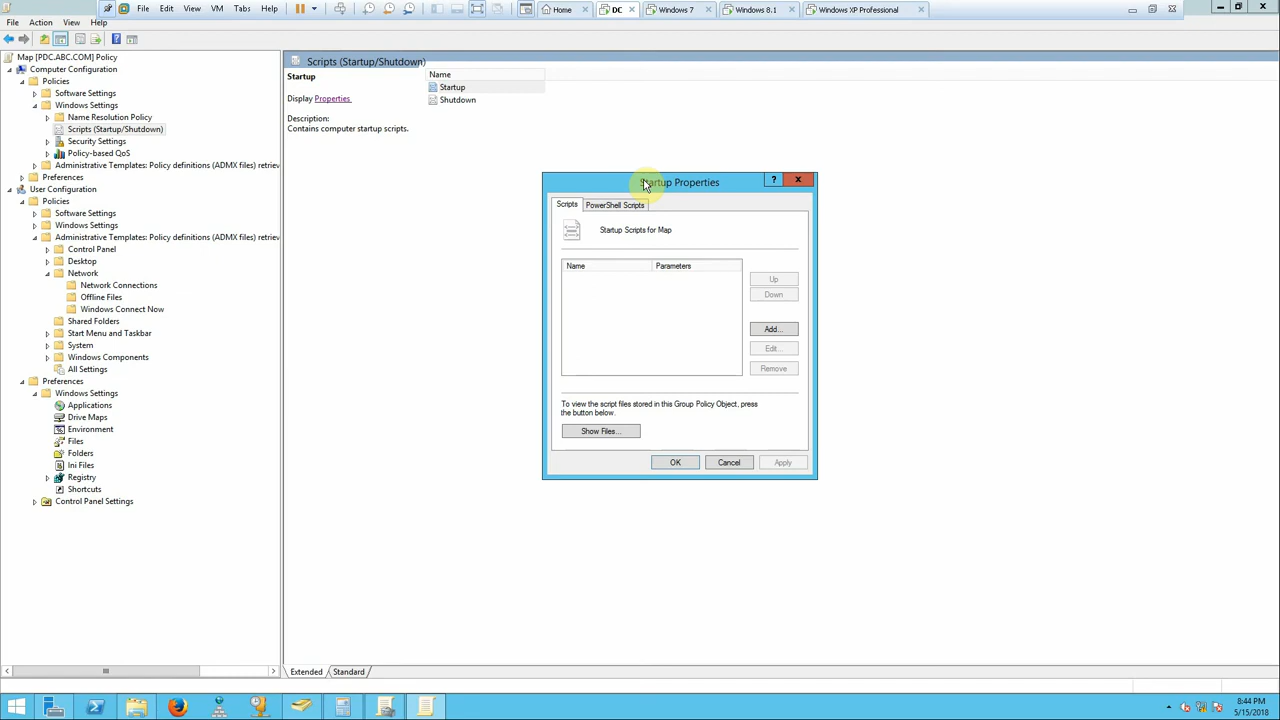 File Edit View VM Tabs Help Home DC Windows 7 Windows 8.1 Windows XP Professional
File Action View Help
Map [PDC.ABC.COM] Policy
Computer Configuration
Policies
Software Settings
Windows Settings
Name Resolution Policy
Scripts (Startup/Shutdown)
Security Settings
Policy-based QoS
Administrative Templates: Policy definitions (ADMX files) retriev
Preferences
User Configuration
Policies
Software Settings
Windows Settings
Administrative Templates: Policy definitions (ADMX files) retriev
Control Panel
Desktop
Network
Network Connections
Offline Files
Windows Connect Now
Shared Folders
Start Menu and Taskbar
System
Windows Components
All Settings
Preferences
Windows Settings
Applications
Drive Maps
Environment
Files
Folders
Ini Files
Registry
Shortcuts
Control Panel Settings
Scripts (Startup/Shutdown)
Startup
Display Properties
Description:
Contains computer startup scripts.
Name
Startup
Shutdown
Startup Properties
?
Scripts PowerShell Scripts
Startup Scripts for Map
Name Parameters
Up
Down
Add...
Edit...
Remove
To view the script files stored in this Group Policy Object, press
the button below.
Show Files...
OK Cancel Apply
Extended Standard
8:44 PM
5/15/2018